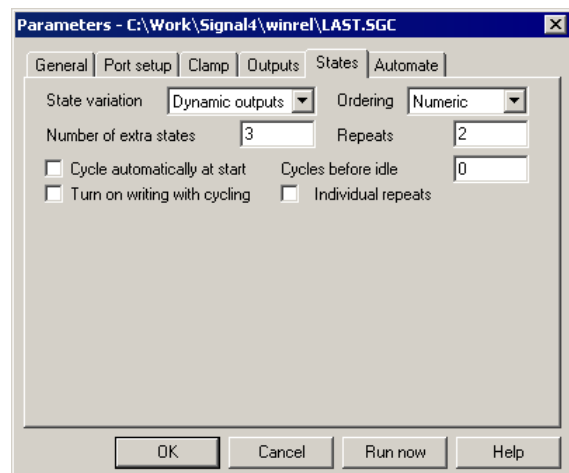 Parameters - C:\Work\Signal4\winrel\LAST.SGC
General Port setup Clamp Outputs States Automate
State variation Dynamic outputs Ordering Numeric
Number of extra states 3 Repeats 2
Cycle automatically at start Cycles before idle 0
Turn on writing with cycling Individual repeats
OK Cancel Run now Help